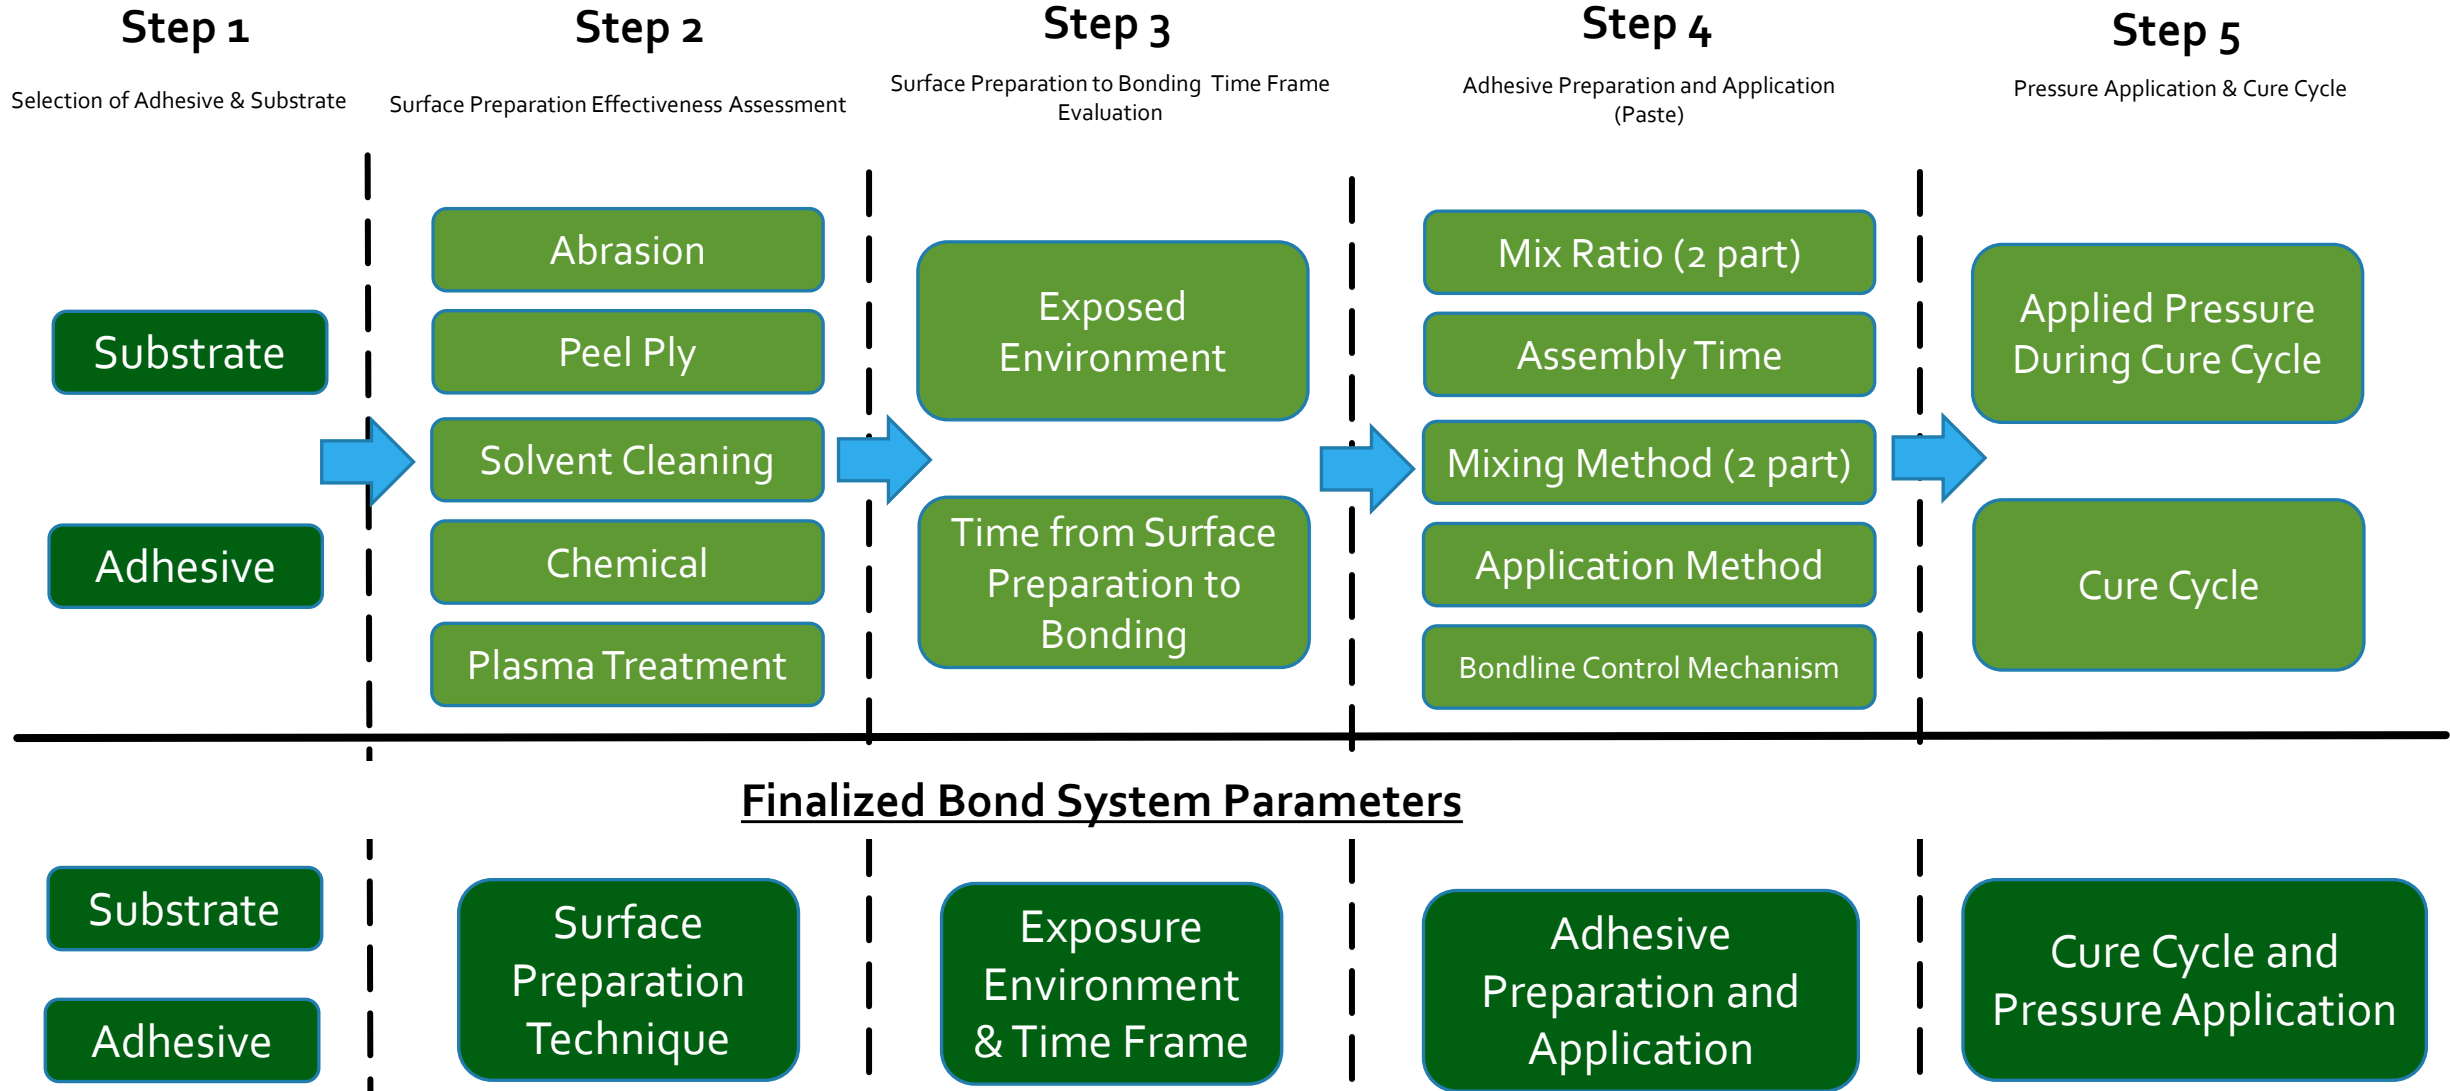 Step 1
Selection of Adhesive & Substrate
Substrate
Adhesive
Step 2
Surface Preparation Effectiveness Assessment
Abrasion
Peel Ply
Solvent Cleaning
Chemical
Plasma Treatment
Step 3
Surface Preparation to Bonding Time Frame
Evaluation
Exposed
Environment
Time from Surface
Preparation to
Bonding
Step 4
Adhesive Preparation and Application
(Paste)
Mix Ratio (2 part)
Assembly Time
Mixing Method (2 part)
Application Method
Bondline Control Mechanism
Step 5
Pressure Application & Cure Cycle
Applied Pressure
During Cure Cycle
Cure Cycle
Finalized Bond System Parameters
Substrate
Adhesive
Surface
Preparation
Technique
Exposure
Environment
& Time Frame
Adhesive
Preparation and
Application
Cure Cycle and
Pressure Application